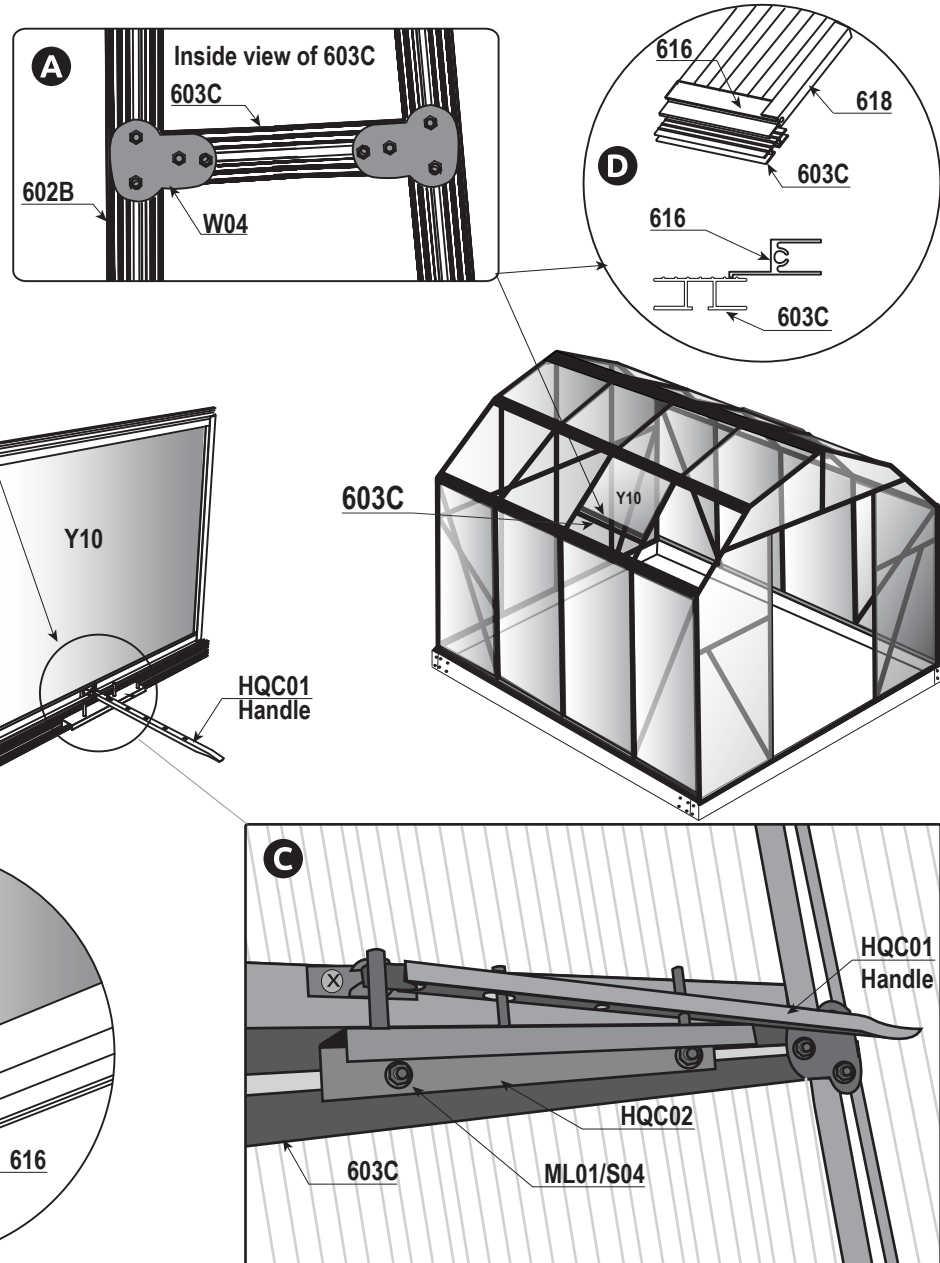 A
Inside view of 603C
603C
602B
W04
616
618
D
603C
616
603C
603C
Y10
Y10
HQC01
Handle
616
C
X
HQC01
Handle
HQC02
603C
ML01/S04